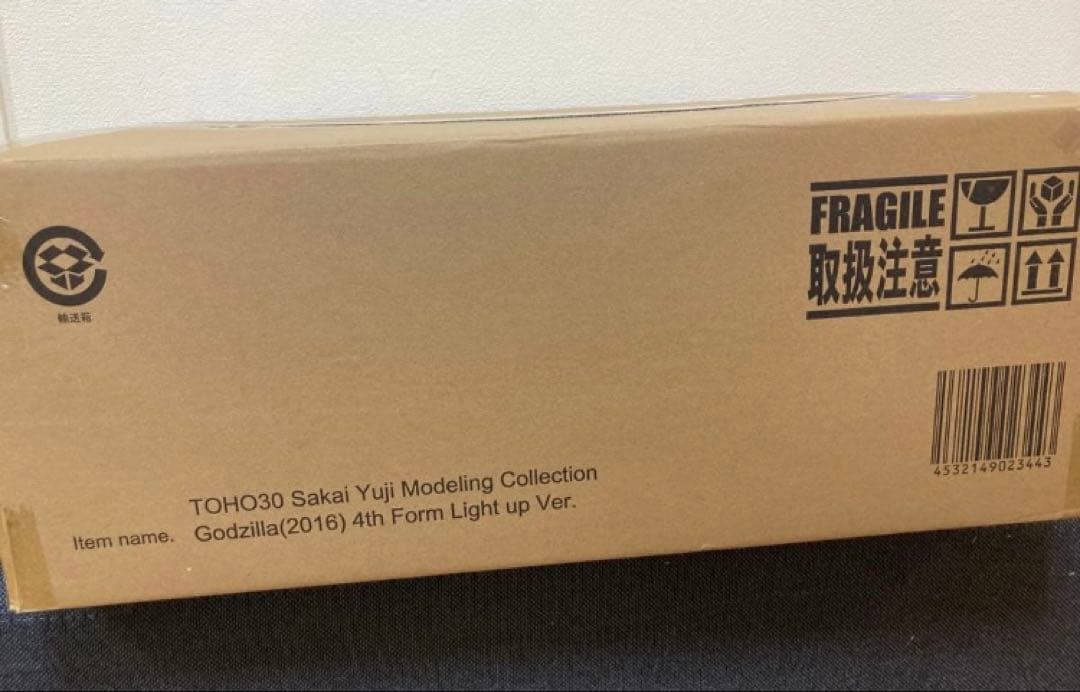 FRAGILE
取扱注意
輸送箱
4532149023443
TOHO30 Sakai Yuji Modeling Collection
Item name. Godzilla(2016) 4th Form Light up Ver.